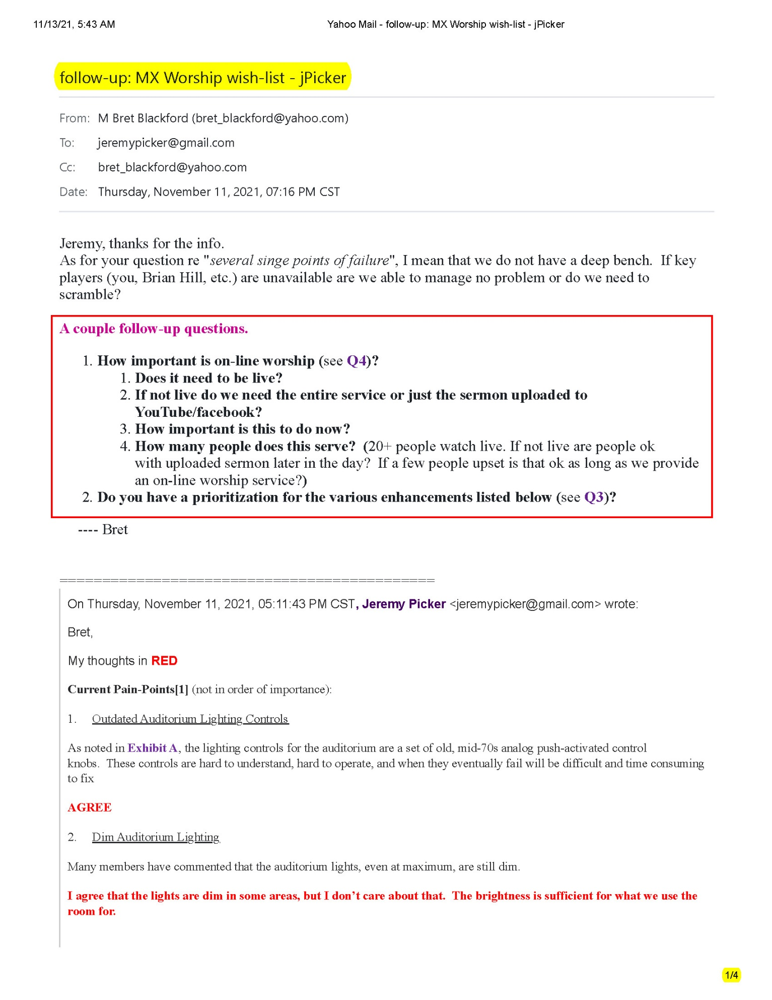 11/13/21, 5:43 AM
Yahoo Mail - follow-up: MX Worship wish-list - jPicker
follow-up: MX Worship wish-list - jPicker
From: M Bret Blackford (bret_blackford@yahoo.com)
To: jeremypicker@gmail.com
Cc: bret_blackford@yahoo.com
Date: Thursday, November 11, 2021, 07:16 PM CST
Jeremy, thanks for the info.
As for your question re "several singe points of failure", I mean that we do not have a deep bench.  If key
players (you, Brian Hill, etc.) are unavailable are we able to manage no problem or do we need to
scramble?
A couple follow-up questions.
1. How important is on-line worship (see Q4)?
1. Does it need to be live?
2. If not live do we need the entire service or just the sermon uploaded to
YouTube/facebook?
3. How important is this to do now?
4. How many people does this serve?  (20+ people watch live. If not live are people ok
with uploaded sermon later in the day?  If a few people upset is that ok as long as we provide
an on-line worship service?)
2. Do you have a prioritization for the various enhancements listed below (see Q3)?
---- Bret
============================================
On Thursday, November 11, 2021, 05:11:43 PM CST, Jeremy Picker <jeremypicker@gmail.com> wrote:
Bret,
My thoughts in RED
Current Pain-Points[1] (not in order of importance):
1. Outdated Auditorium Lighting Controls
As noted in Exhibit A, the lighting controls for the auditorium are a set of old, mid-70s analog push-activated control
knobs.  These controls are hard to understand, hard to operate, and when they eventually fail will be difficult and time consuming
to fix
AGREE
2. Dim Auditorium Lighting
Many members have commented that the auditorium lights, even at maximum, are still dim.
I agree that the lights are dim in some areas, but I don’t care about that.  The brightness is sufficient for what we use the
room for.
1/4